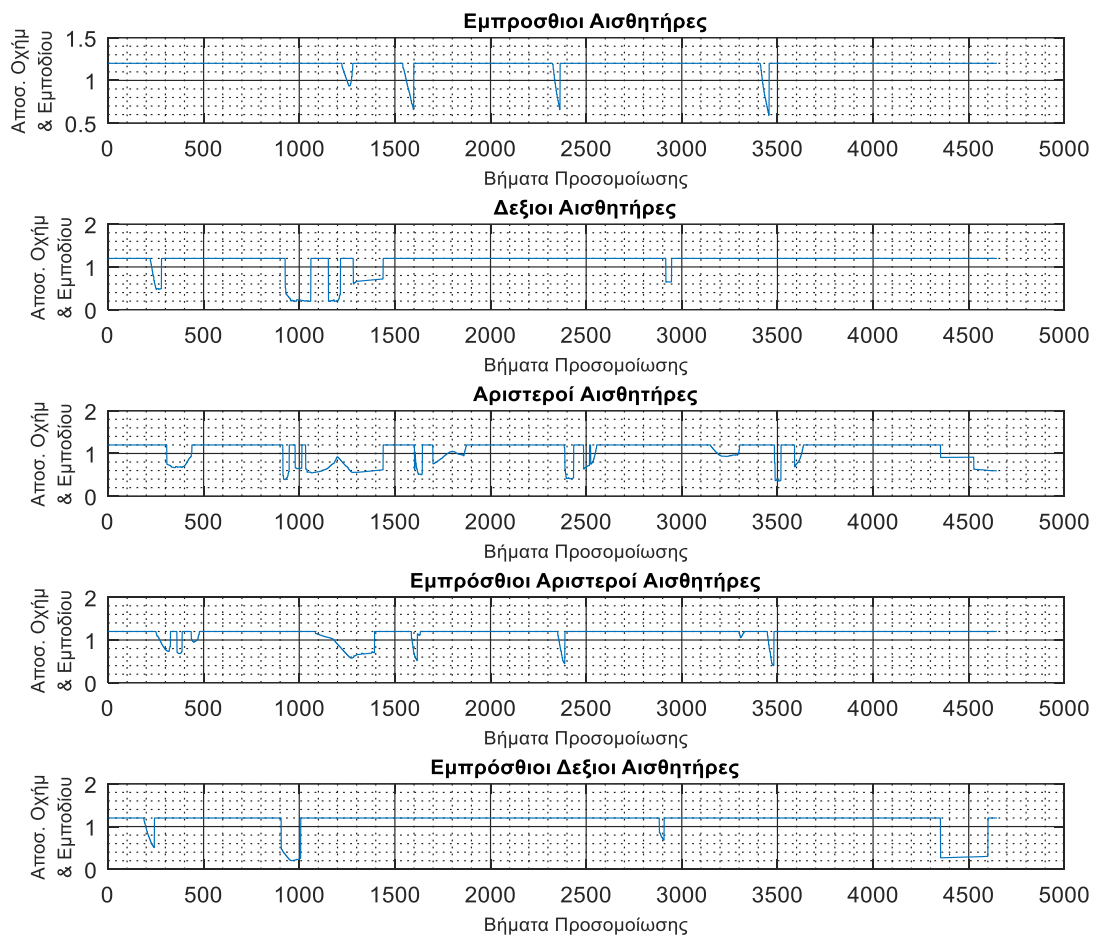 Εμπροσθιοι Αισθητήρες
Αποσ. Οχήμ
& Εμποδίου
1.5
1
0.5
0 500 1000 1500 2000 2500 3000 3500 4000 4500 5000
Βήματα Προσομοίωσης
Δεξιοι Αισθητήρες
Αποσ. Οχήμ
& Εμποδίου
2
1
0
0 500 1000 1500 2000 2500 3000 3500 4000 4500 5000
Βήματα Προσομοίωσης
Αριστεροί Αισθητήρες
Αποσ. Οχήμ
& Εμποδίου
2
1
0
0 500 1000 1500 2000 2500 3000 3500 4000 4500 5000
Βήματα Προσομοίωσης
Εμπρόσθιοι Αριστεροί Αισθητήρες
Αποσ. Οχήμ
& Εμποδίου
2
1
0
0 500 1000 1500 2000 2500 3000 3500 4000 4500 5000
Βήματα Προσομοίωσης
Εμπρόσθιοι Δεξιοι Αισθητήρες
Αποσ. Οχήμ
& Εμποδίου
2
1
0
0 500 1000 1500 2000 2500 3000 3500 4000 4500 5000
Βήματα Προσομοίωσης